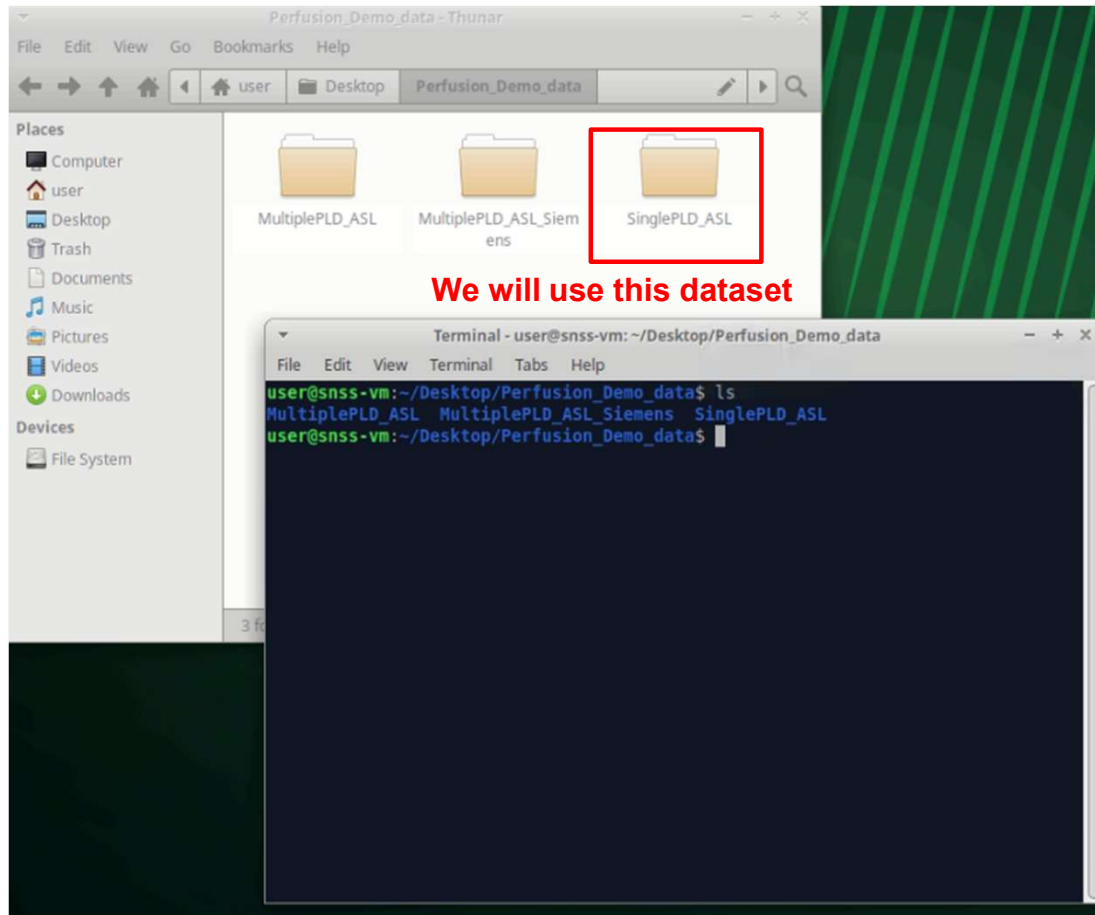 Perfusion_Demo_data - Thunar
File Edit View Go Bookmarks Help
user Desktop Perfusion_Demo_data
Places
Computer
user
Desktop
Trash
Documents
Music
Pictures
Videos
Downloads
Devices
File System
MultiplePLD_ASL
MultiplePLD_ASL_Siem
ens
SinglePLD_ASL
We will use this dataset
3 fo
Terminal - user@snss-vm: ~/Desktop/Perfusion_Demo_data
File Edit View Terminal Tabs Help
user@snss-vm:~/Desktop/Perfusion_Demo_data$ ls
MultiplePLD_ASL MultiplePLD_ASL_Siemens SinglePLD_ASL
user@snss-vm:~/Desktop/Perfusion_Demo_data$